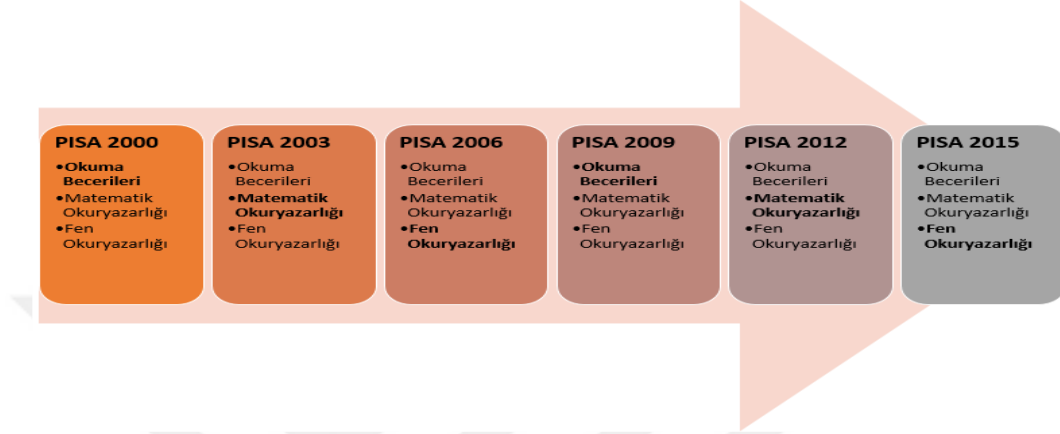 PISA 2000
•Okuma
Becerileri
•Matematik
Okuryazarlığı
•Fen
Okuryazarlığı
PISA 2003
•Okuma
Becerileri
•Matematik
Okuryazarlığı
•Fen
Okuryazarlığı
PISA 2006
•Okuma
Becerileri
•Matematik
Okuryazarlığı
•Fen
Okuryazarlığı
PISA 2009
•Okuma
Becerileri
•Matematik
Okuryazarlığı
•Fen
Okuryazarlığı
PISA 2012
•Okuma
Becerileri
•Matematik
Okuryazarlığı
•Fen
Okuryazarlığı
PISA 2015
•Okuma
Becerileri
•Matematik
Okuryazarlığı
•Fen
Okuryazarlığı